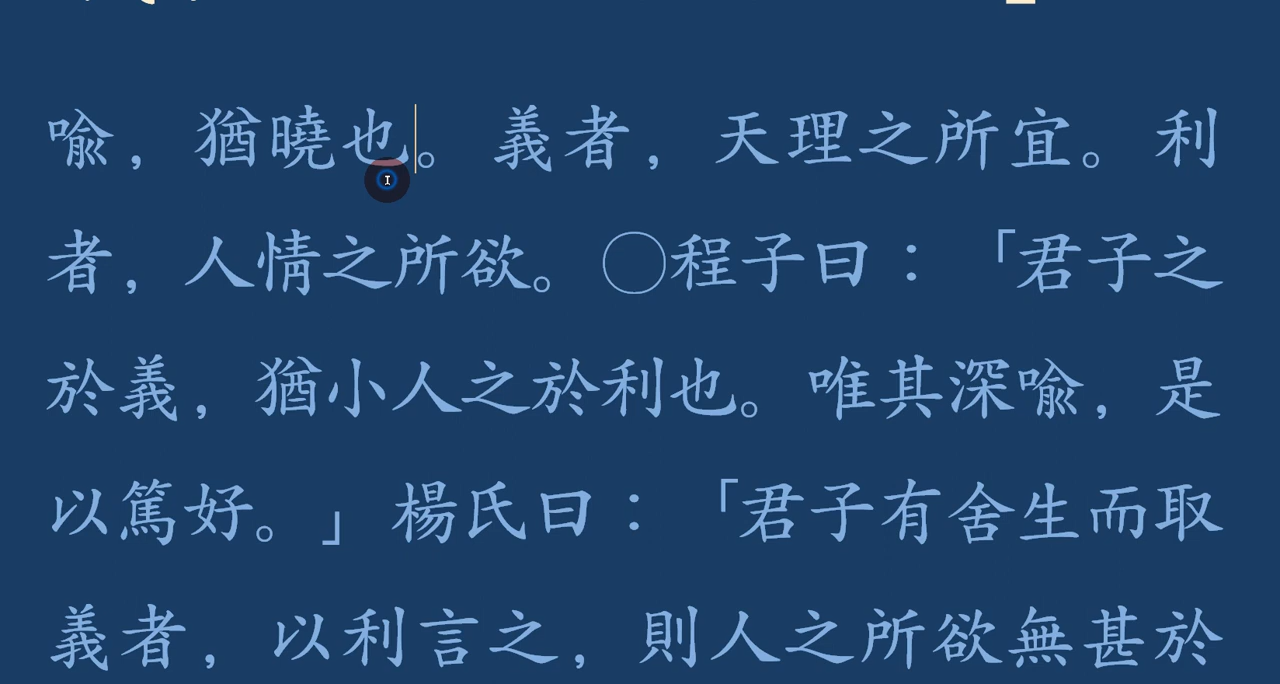 喩，猶曉也。義者，天理之所宜。利
者，人情之所欲。〇程子曰：「君子之
於義，猶小人之於利也。唯其深喩，是
以篤好。」楊氏曰：「君子有舍生而取
義者，以利言之，則人之所欲無甚於